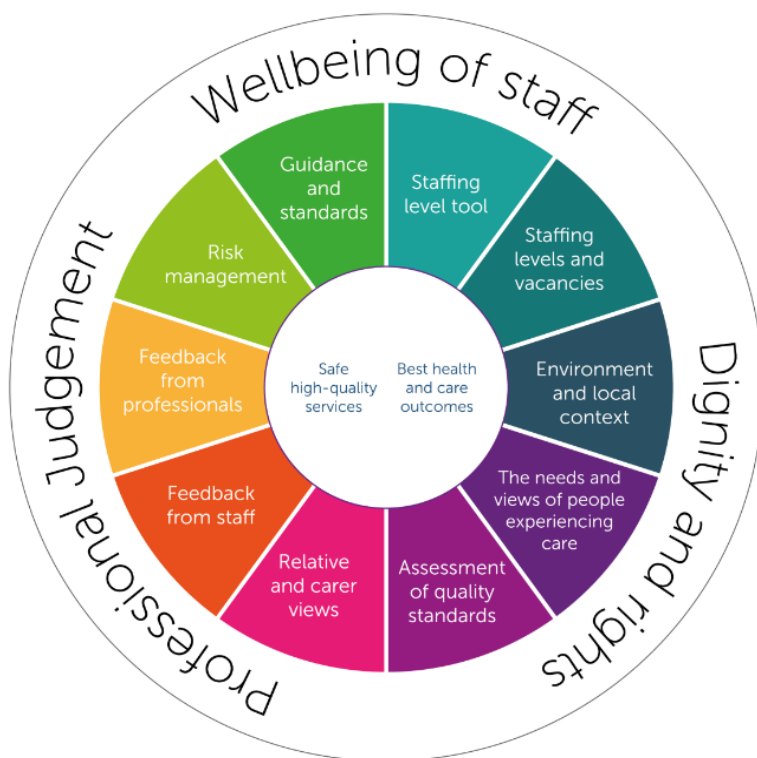 Wellbeing of staff
Guidance
and
standards
Staffing
level tool
Staffing
levels and
vacancies
Environment
and local
context
The needs and
views of people
experiencing
care
Assessment
of quality
standards
Relative
and carer
views
Feedback
from staff
Feedback
from
professionals
Risk
management
Safe
high-quality
services
Best health
and care
outcomes
Dignity and rights
Professional Judgement